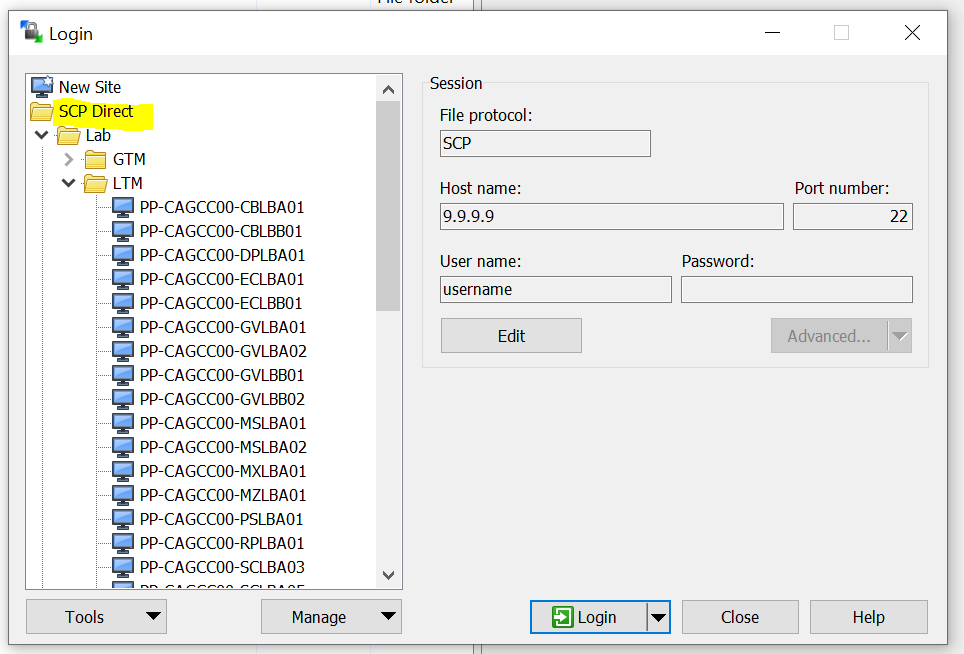 File folder
Login
New Site
SCP Direct
Lab
GTM
LTM
PP-CAGCC00-CBLBA01
PP-CAGCC00-CBLBB01
PP-CAGCC00-DPLBA01
PP-CAGCC00-ECLBA01
PP-CAGCC00-ECLBB01
PP-CAGCC00-GVLBA01
PP-CAGCC00-GVLBA02
PP-CAGCC00-GVLBB01
PP-CAGCC00-GVLBB02
PP-CAGCC00-MSLBA01
PP-CAGCC00-MSLBA02
PP-CAGCC00-MXLBA01
PP-CAGCC00-MZLBA01
PP-CAGCC00-PSLBA01
PP-CAGCC00-RPLBA01
PP-CAGCC00-SCLBA03
Tools
Manage
Session
File protocol:
SCP
Host name: Port number:
9.9.9.9 22
User name: Password:
username
Edit Advanced...
Login Close Help